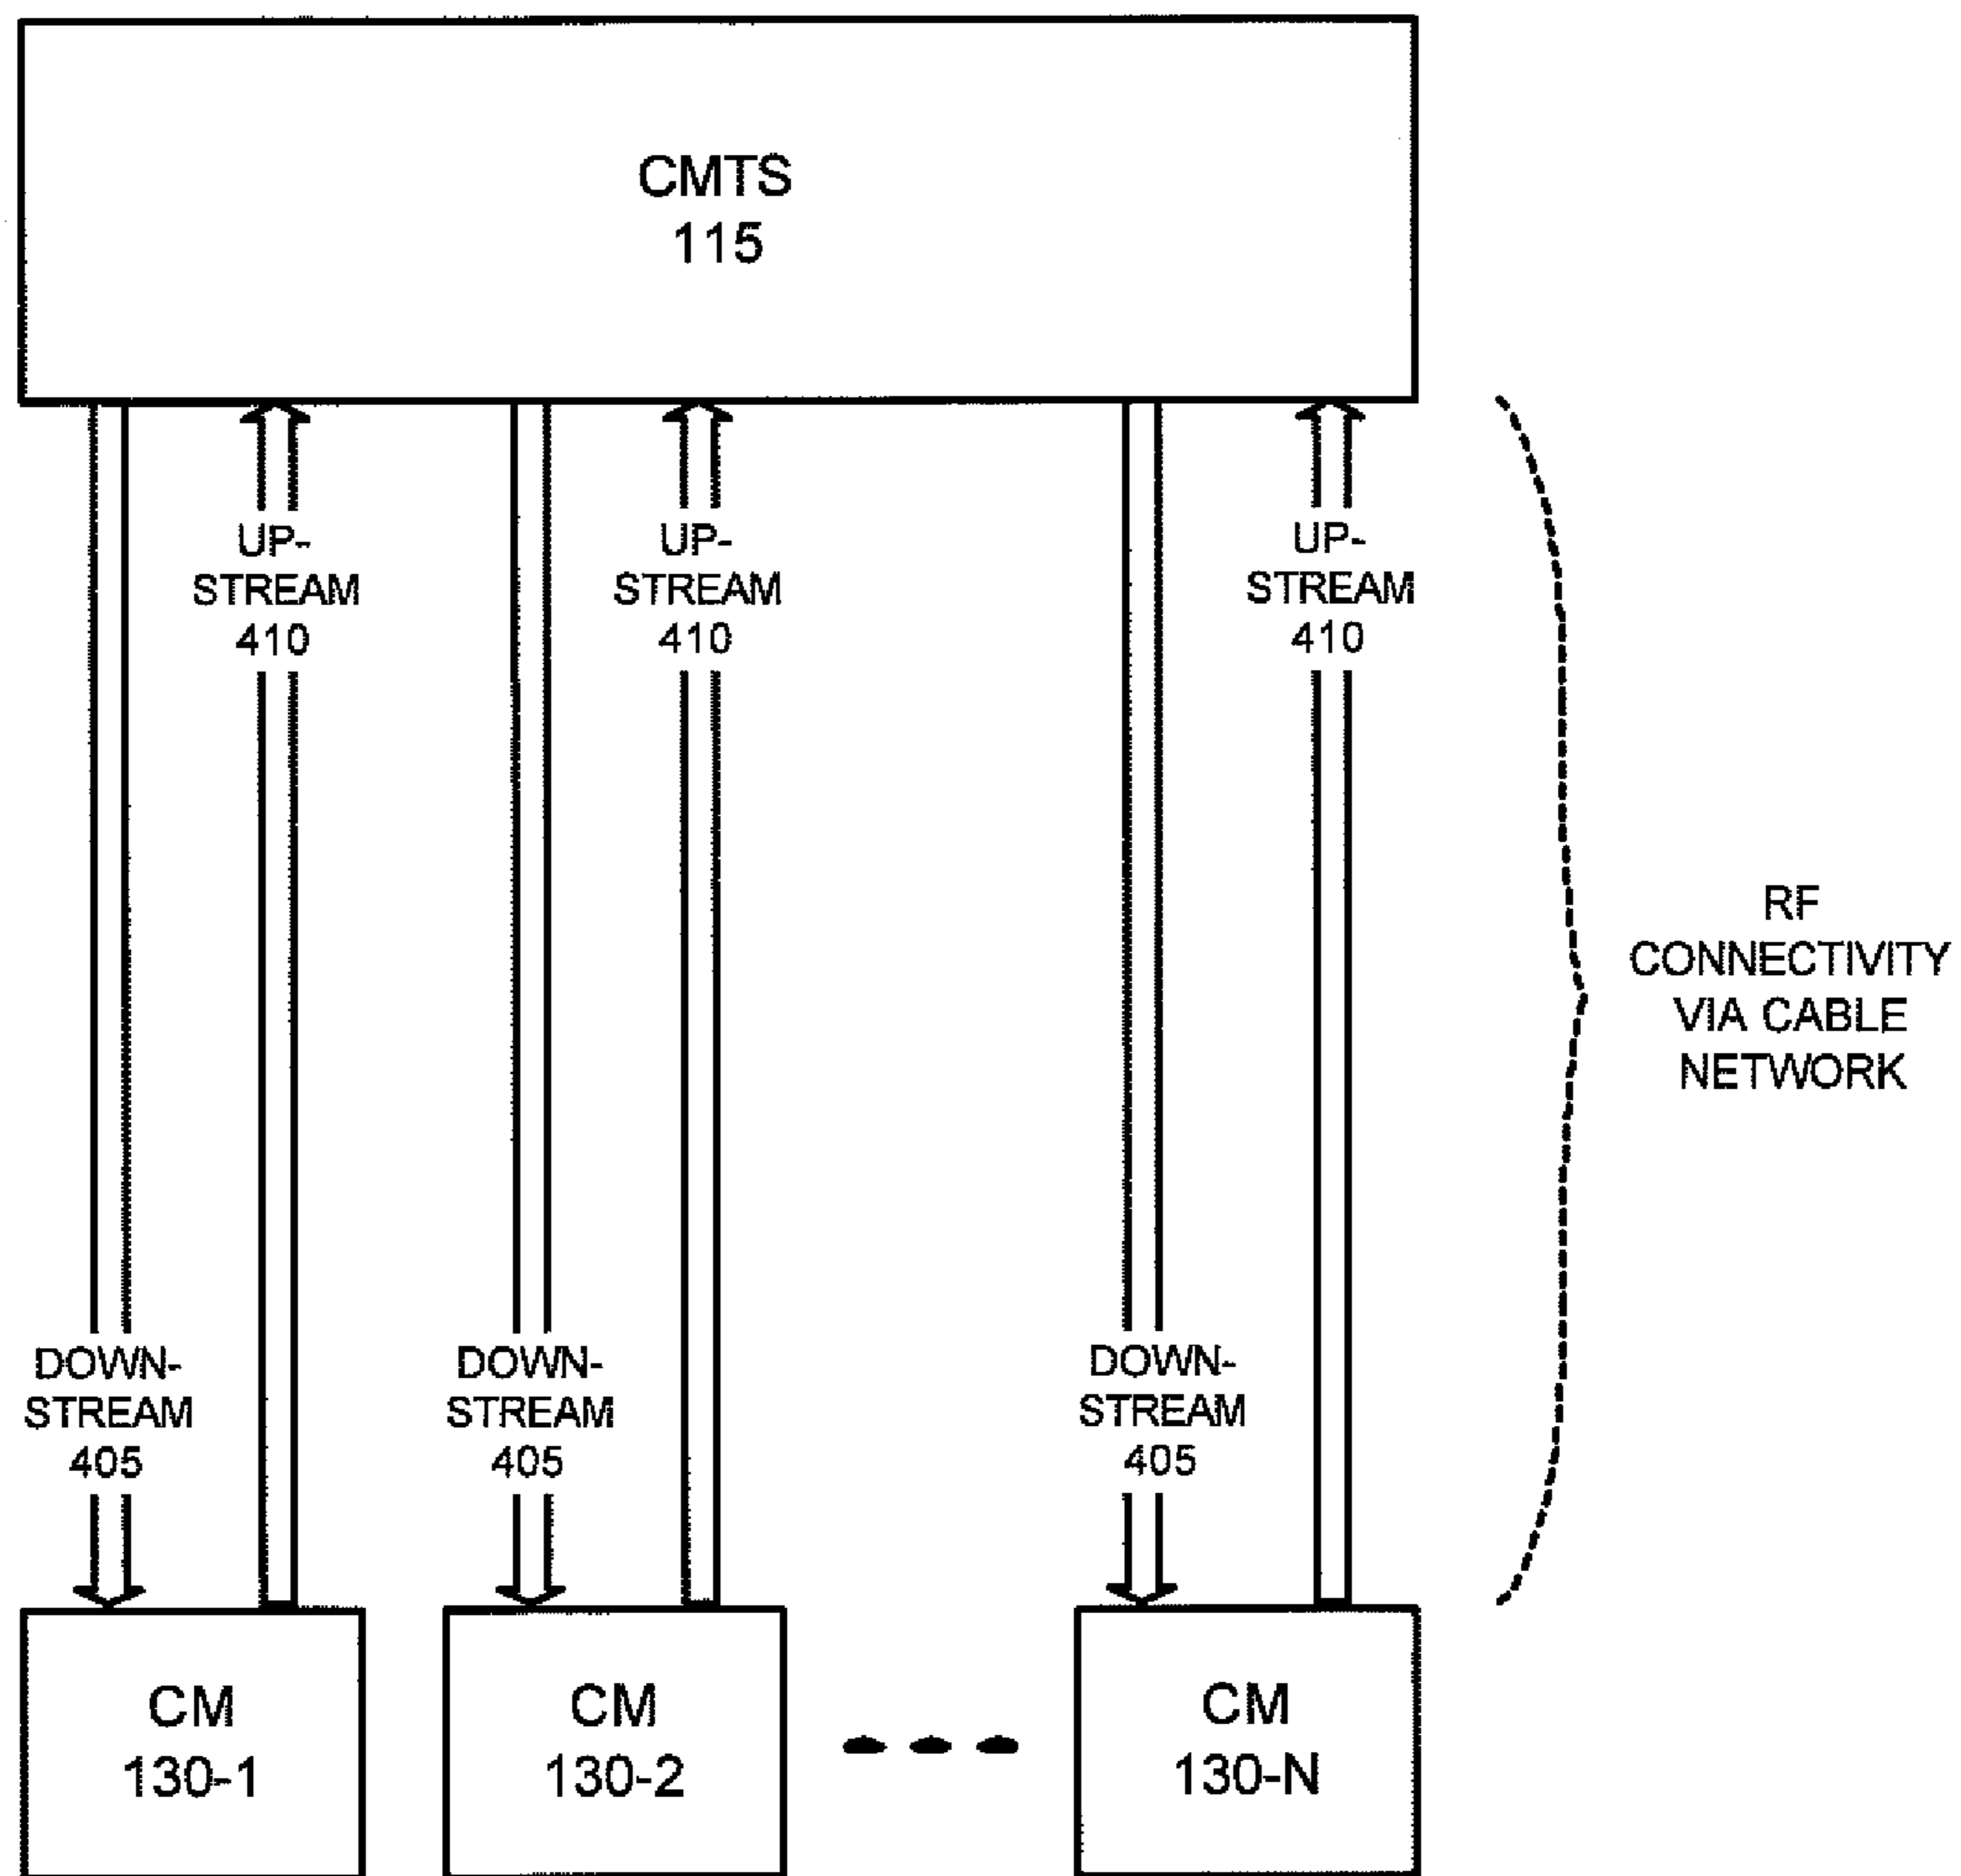 CMTS
115
UP-
STREAM
410
UP-
STREAM
410
UP-
STREAM
410
RF
CONNECTIVITY
VIA CABLE
NETWORK
DOWN-
STREAM
405
DOWN-
STREAM
405
DOWN-
STREAM
405
CM
130-1
CM
130-2
CM
130-N